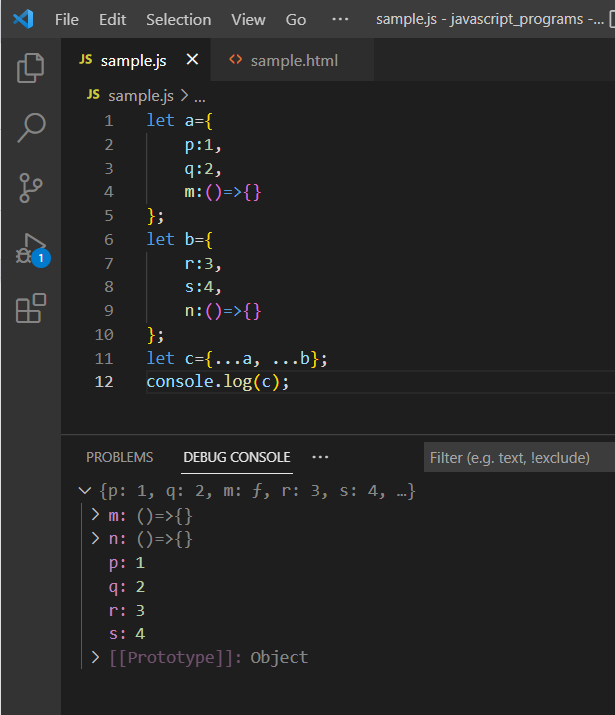 File Edit Selection View Go ··· sample.js - javascript_programs -...
JS sample.js × <> sample.html
JS sample.js > ...
1 let a={
2     p:1,
3     q:2,
4     m:()=>{}
5 };
6 let b={
7     r:3,
8     s:4,
9     n:()=>{}
10 };
11 let c={...a, ...b};
12 console.log(c);
1
PROBLEMS DEBUG CONSOLE ··· Filter (e.g. text, !exclude)
{p: 1, q: 2, m: ƒ, r: 3, s: 4, …}
m: ()=>{}
n: ()=>{}
p: 1
q: 2
r: 3
s: 4
[[Prototype]]: Object